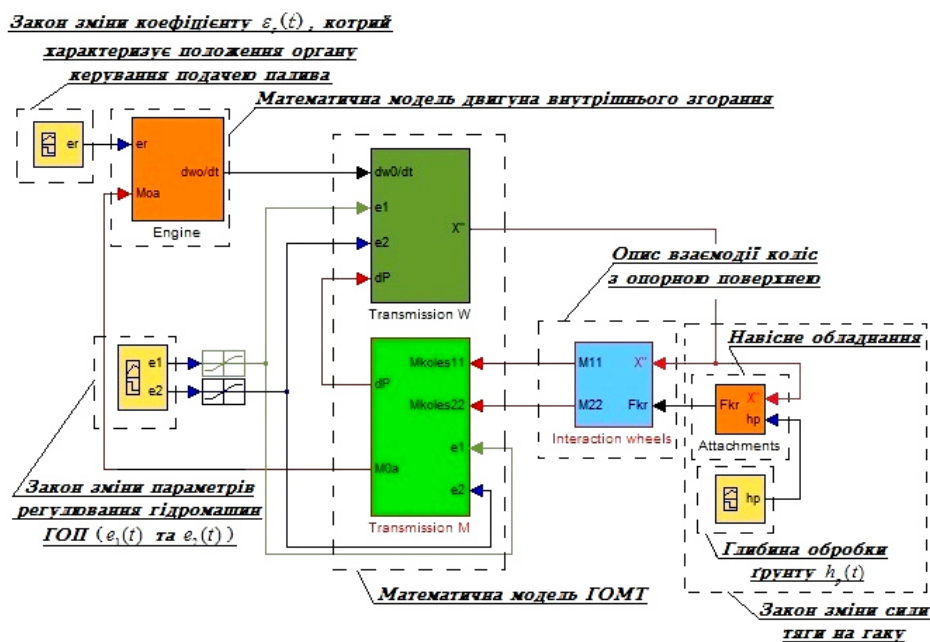 Закон зміни коефіцієнту ε_r(t), котрий
характеризує положення органу
керування подачею палива
Математична модель двигуна внутрішнього згорання
er
er
dwo/dt
Moa
Engine
dw0/dt
e1
e2
dP
X''
Transmission W
Опис взаємодії коліс
з опорною поверхнею
Навісне обладнання
e1
e2
Mkoles11
dP
Mkoles22
e1
M0a
e2
Transmission M
M11
X''
M22
Fkr
Interaction wheels
X''
Fkr
hp
Attachments
hp
Закон зміни параметрів
регулювання гідромашин
ГОП (e₁(t) та e₂(t))
Глибина обробки
ґрунту h_p(t)
Математична модель ГОМТ
Закон зміни сили
тяги на гаку